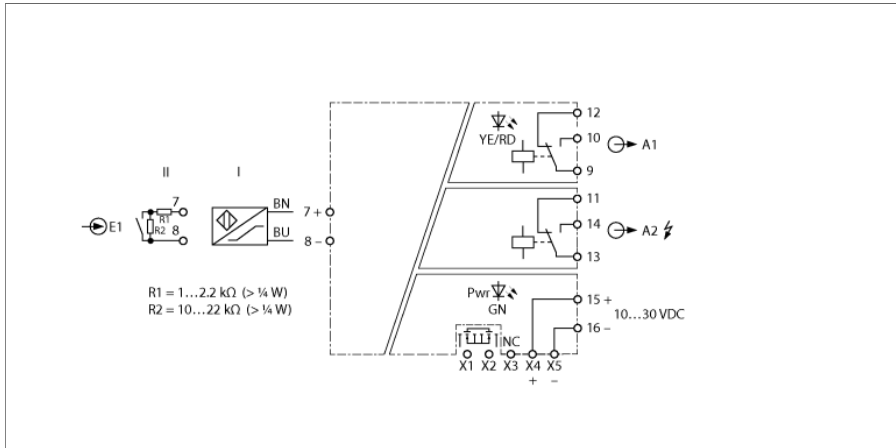 II I
E1
7
R1
R2
8
BN 7 +
BU 8 –
R1 = 1…2.2 kΩ (> ¼ W)
R2 = 10…22 kΩ (> ¼ W)
YE/RD
12
10
9
A1
11
14
13
A2
Pwr
GN
15 +
16 –
10…30 VDC
NC
X1 X2 X3 X4 X5
+ –